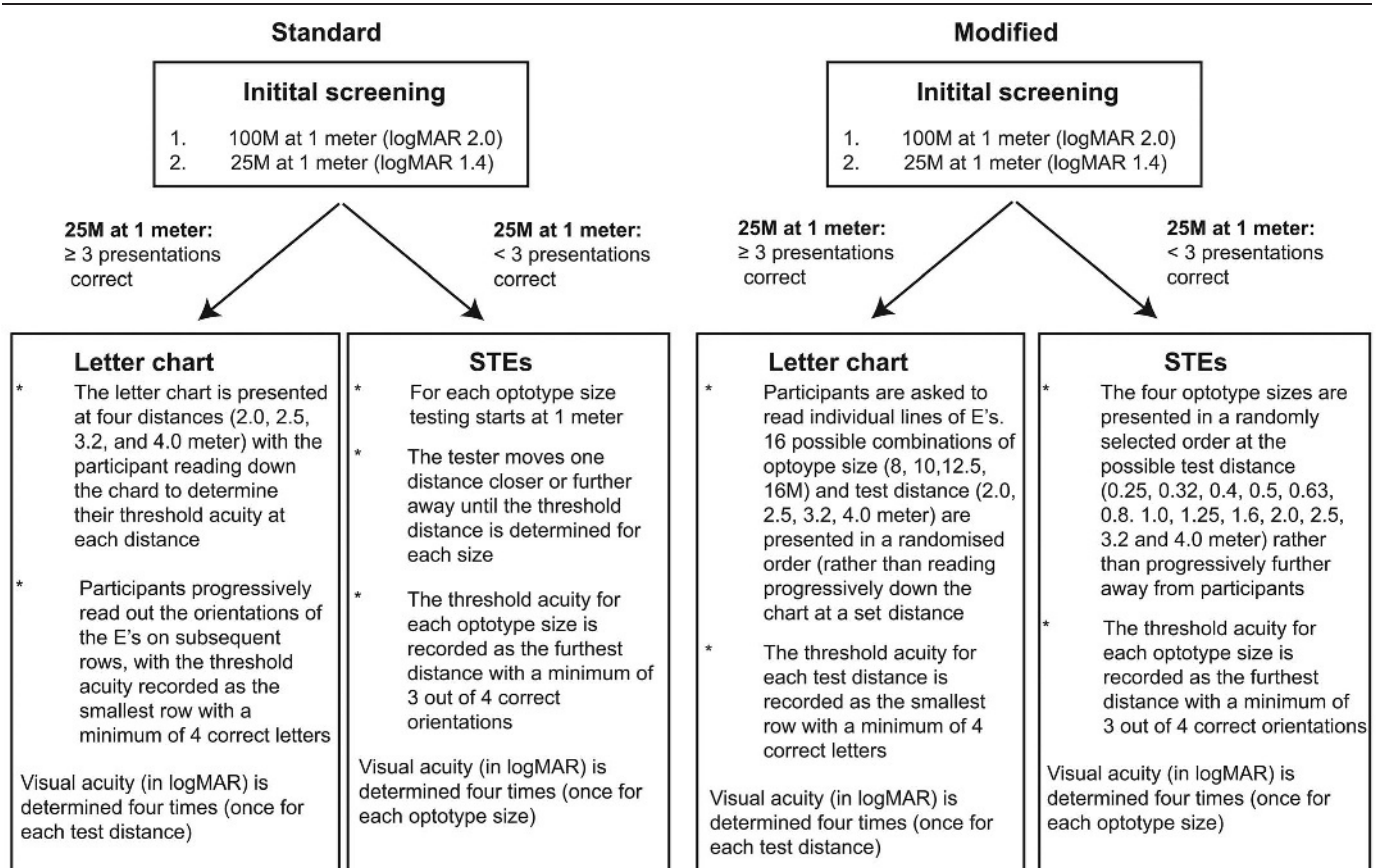 Standard
Initital screening
1. 100M at 1 meter (logMAR 2.0)
2. 25M at 1 meter (logMAR 1.4)
25M at 1 meter:
≥ 3 presentations
correct
25M at 1 meter:
< 3 presentations
correct
Letter chart
* The letter chart is presented
at four distances (2.0, 2.5,
3.2, and 4.0 meter) with the
participant reading down
the chard to determine
their threshold acuity at
each distance
* Participants progressively
read out the orientations of
the E's on subsequent
rows, with the threshold
acuity recorded as the
smallest row with a
minimum of 4 correct letters
Visual acuity (in logMAR) is
determined four times (once for
each test distance)
STEs
* For each optotype size
testing starts at 1 meter
* The tester moves one
distance closer or further
away until the threshold
distance is determined for
each size
* The threshold acuity for
each optotype size is
recorded as the furthest
distance with a minimum of
3 out of 4 correct
orientations
Visual acuity (in logMAR) is
determined four times (once for
each optotype size)
Modified
Initital screening
1. 100M at 1 meter (logMAR 2.0)
2. 25M at 1 meter (logMAR 1.4)
25M at 1 meter:
≥ 3 presentations
correct
25M at 1 meter:
< 3 presentations
correct
Letter chart
* Participants are asked to
read individual lines of E's.
16 possible combinations of
optoype size (8, 10,12.5,
16M) and test distance (2.0,
2.5, 3.2, 4.0 meter) are
presented in a randomised
order (rather than reading
progressively down the
chart at a set distance
* The threshold acuity for
each test distance is
recorded as the smallest
row with a minimum of 4
correct letters
Visual acuity (in logMAR) is
determined four times (once for
each test distance)
STEs
* The four optotype sizes are
presented in a randomly
selected order at the
possible test distance
(0.25, 0.32, 0.4, 0.5, 0.63,
0.8. 1.0, 1.25, 1.6, 2.0, 2.5,
3.2 and 4.0 meter) rather
than progressively further
away from participants
* The threshold acuity for
each optotype size is
recorded as the furthest
distance with a minimum of
3 out of 4 correct orientations
Visual acuity (in logMAR) is
determined four times (once for
each optotype size)